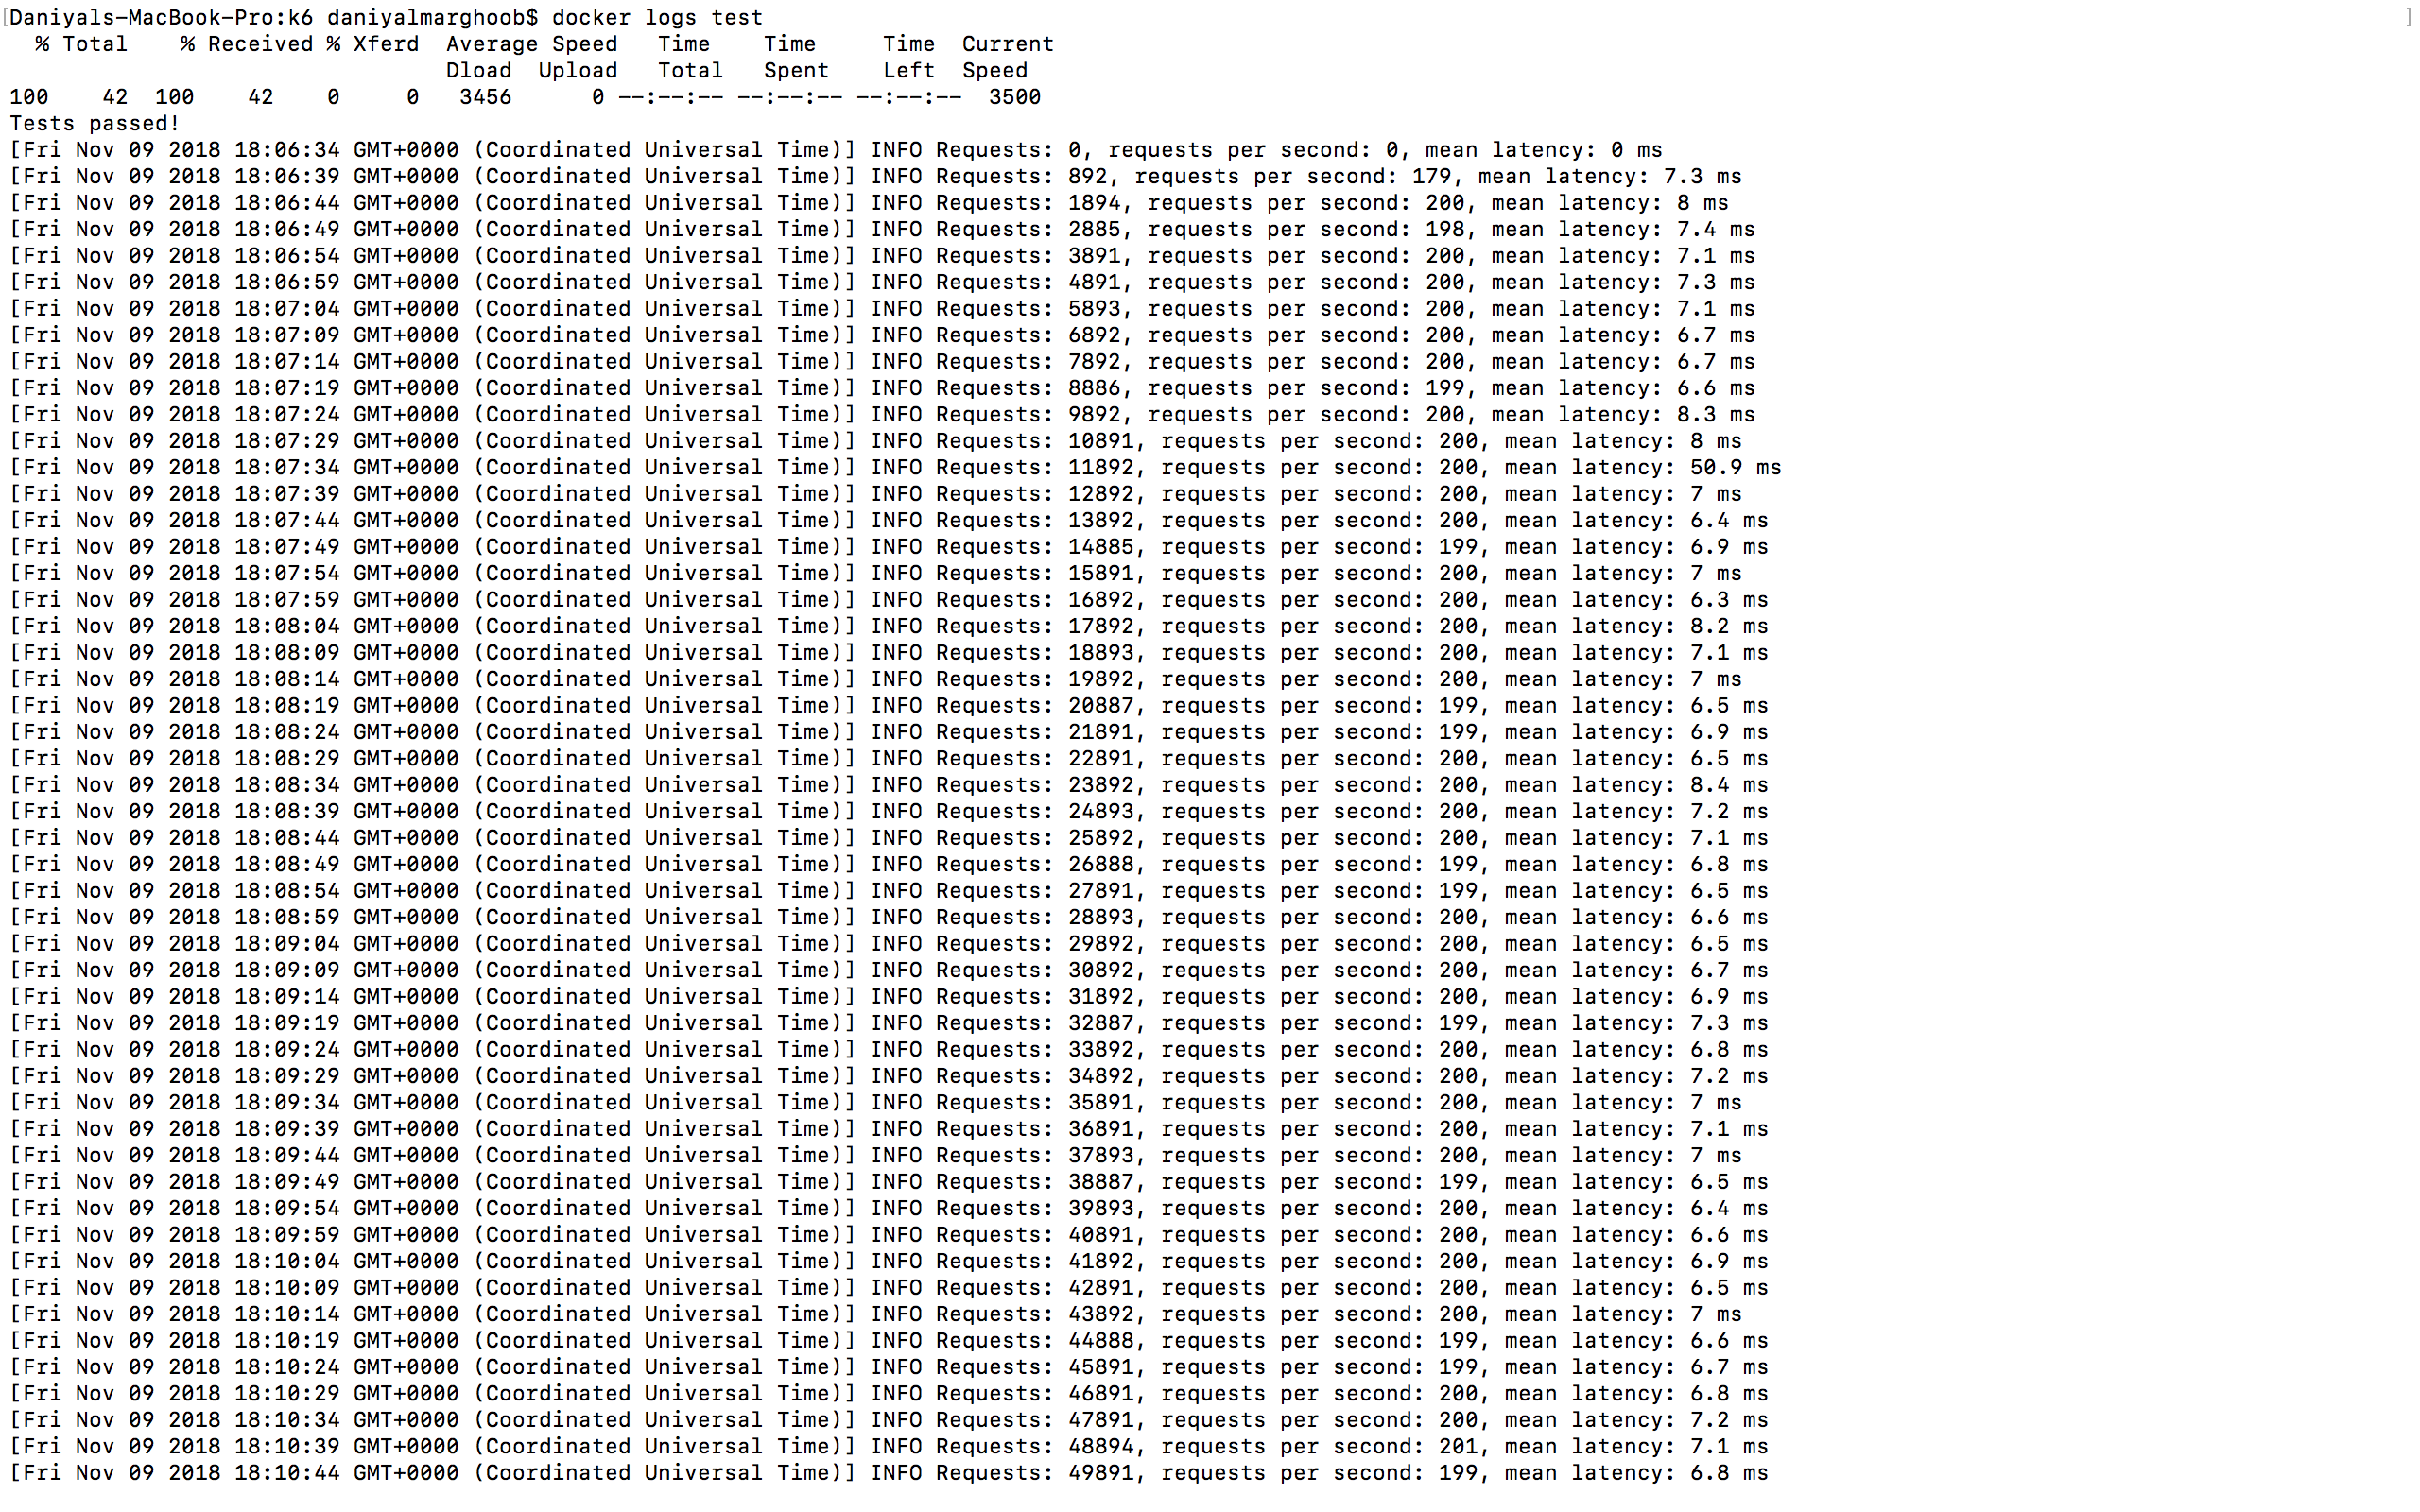 [Daniyals-MacBook-Pro:k6 daniyalmarghoob$ docker logs test ]
  % Total    % Received % Xferd  Average Speed   Time    Time     Time  Current
                                 Dload  Upload   Total   Spent    Left  Speed
100    42  100    42    0     0   3456      0 --:--:-- --:--:-- --:--:--  3500
Tests passed!
[Fri Nov 09 2018 18:06:34 GMT+0000 (Coordinated Universal Time)] INFO Requests: 0, requests per second: 0, mean latency: 0 ms
[Fri Nov 09 2018 18:06:39 GMT+0000 (Coordinated Universal Time)] INFO Requests: 892, requests per second: 179, mean latency: 7.3 ms
[Fri Nov 09 2018 18:06:44 GMT+0000 (Coordinated Universal Time)] INFO Requests: 1894, requests per second: 200, mean latency: 8 ms
[Fri Nov 09 2018 18:06:49 GMT+0000 (Coordinated Universal Time)] INFO Requests: 2885, requests per second: 198, mean latency: 7.4 ms
[Fri Nov 09 2018 18:06:54 GMT+0000 (Coordinated Universal Time)] INFO Requests: 3891, requests per second: 200, mean latency: 7.1 ms
[Fri Nov 09 2018 18:06:59 GMT+0000 (Coordinated Universal Time)] INFO Requests: 4891, requests per second: 200, mean latency: 7.3 ms
[Fri Nov 09 2018 18:07:04 GMT+0000 (Coordinated Universal Time)] INFO Requests: 5893, requests per second: 200, mean latency: 7.1 ms
[Fri Nov 09 2018 18:07:09 GMT+0000 (Coordinated Universal Time)] INFO Requests: 6892, requests per second: 200, mean latency: 6.7 ms
[Fri Nov 09 2018 18:07:14 GMT+0000 (Coordinated Universal Time)] INFO Requests: 7892, requests per second: 200, mean latency: 6.7 ms
[Fri Nov 09 2018 18:07:19 GMT+0000 (Coordinated Universal Time)] INFO Requests: 8886, requests per second: 199, mean latency: 6.6 ms
[Fri Nov 09 2018 18:07:24 GMT+0000 (Coordinated Universal Time)] INFO Requests: 9892, requests per second: 200, mean latency: 8.3 ms
[Fri Nov 09 2018 18:07:29 GMT+0000 (Coordinated Universal Time)] INFO Requests: 10891, requests per second: 200, mean latency: 8 ms
[Fri Nov 09 2018 18:07:34 GMT+0000 (Coordinated Universal Time)] INFO Requests: 11892, requests per second: 200, mean latency: 50.9 ms
[Fri Nov 09 2018 18:07:39 GMT+0000 (Coordinated Universal Time)] INFO Requests: 12892, requests per second: 200, mean latency: 7 ms
[Fri Nov 09 2018 18:07:44 GMT+0000 (Coordinated Universal Time)] INFO Requests: 13892, requests per second: 200, mean latency: 6.4 ms
[Fri Nov 09 2018 18:07:49 GMT+0000 (Coordinated Universal Time)] INFO Requests: 14885, requests per second: 199, mean latency: 6.9 ms
[Fri Nov 09 2018 18:07:54 GMT+0000 (Coordinated Universal Time)] INFO Requests: 15891, requests per second: 200, mean latency: 7 ms
[Fri Nov 09 2018 18:07:59 GMT+0000 (Coordinated Universal Time)] INFO Requests: 16892, requests per second: 200, mean latency: 6.3 ms
[Fri Nov 09 2018 18:08:04 GMT+0000 (Coordinated Universal Time)] INFO Requests: 17892, requests per second: 200, mean latency: 8.2 ms
[Fri Nov 09 2018 18:08:09 GMT+0000 (Coordinated Universal Time)] INFO Requests: 18893, requests per second: 200, mean latency: 7.1 ms
[Fri Nov 09 2018 18:08:14 GMT+0000 (Coordinated Universal Time)] INFO Requests: 19892, requests per second: 200, mean latency: 7 ms
[Fri Nov 09 2018 18:08:19 GMT+0000 (Coordinated Universal Time)] INFO Requests: 20887, requests per second: 199, mean latency: 6.5 ms
[Fri Nov 09 2018 18:08:24 GMT+0000 (Coordinated Universal Time)] INFO Requests: 21891, requests per second: 199, mean latency: 6.9 ms
[Fri Nov 09 2018 18:08:29 GMT+0000 (Coordinated Universal Time)] INFO Requests: 22891, requests per second: 200, mean latency: 6.5 ms
[Fri Nov 09 2018 18:08:34 GMT+0000 (Coordinated Universal Time)] INFO Requests: 23892, requests per second: 200, mean latency: 8.4 ms
[Fri Nov 09 2018 18:08:39 GMT+0000 (Coordinated Universal Time)] INFO Requests: 24893, requests per second: 200, mean latency: 7.2 ms
[Fri Nov 09 2018 18:08:44 GMT+0000 (Coordinated Universal Time)] INFO Requests: 25892, requests per second: 200, mean latency: 7.1 ms
[Fri Nov 09 2018 18:08:49 GMT+0000 (Coordinated Universal Time)] INFO Requests: 26888, requests per second: 199, mean latency: 6.8 ms
[Fri Nov 09 2018 18:08:54 GMT+0000 (Coordinated Universal Time)] INFO Requests: 27891, requests per second: 199, mean latency: 6.5 ms
[Fri Nov 09 2018 18:08:59 GMT+0000 (Coordinated Universal Time)] INFO Requests: 28893, requests per second: 200, mean latency: 6.6 ms
[Fri Nov 09 2018 18:09:04 GMT+0000 (Coordinated Universal Time)] INFO Requests: 29892, requests per second: 200, mean latency: 6.5 ms
[Fri Nov 09 2018 18:09:09 GMT+0000 (Coordinated Universal Time)] INFO Requests: 30892, requests per second: 200, mean latency: 6.7 ms
[Fri Nov 09 2018 18:09:14 GMT+0000 (Coordinated Universal Time)] INFO Requests: 31892, requests per second: 200, mean latency: 6.9 ms
[Fri Nov 09 2018 18:09:19 GMT+0000 (Coordinated Universal Time)] INFO Requests: 32887, requests per second: 199, mean latency: 7.3 ms
[Fri Nov 09 2018 18:09:24 GMT+0000 (Coordinated Universal Time)] INFO Requests: 33892, requests per second: 200, mean latency: 6.8 ms
[Fri Nov 09 2018 18:09:29 GMT+0000 (Coordinated Universal Time)] INFO Requests: 34892, requests per second: 200, mean latency: 7.2 ms
[Fri Nov 09 2018 18:09:34 GMT+0000 (Coordinated Universal Time)] INFO Requests: 35891, requests per second: 200, mean latency: 7 ms
[Fri Nov 09 2018 18:09:39 GMT+0000 (Coordinated Universal Time)] INFO Requests: 36891, requests per second: 200, mean latency: 7.1 ms
[Fri Nov 09 2018 18:09:44 GMT+0000 (Coordinated Universal Time)] INFO Requests: 37893, requests per second: 200, mean latency: 7 ms
[Fri Nov 09 2018 18:09:49 GMT+0000 (Coordinated Universal Time)] INFO Requests: 38887, requests per second: 199, mean latency: 6.5 ms
[Fri Nov 09 2018 18:09:54 GMT+0000 (Coordinated Universal Time)] INFO Requests: 39893, requests per second: 200, mean latency: 6.4 ms
[Fri Nov 09 2018 18:09:59 GMT+0000 (Coordinated Universal Time)] INFO Requests: 40891, requests per second: 200, mean latency: 6.6 ms
[Fri Nov 09 2018 18:10:04 GMT+0000 (Coordinated Universal Time)] INFO Requests: 41892, requests per second: 200, mean latency: 6.9 ms
[Fri Nov 09 2018 18:10:09 GMT+0000 (Coordinated Universal Time)] INFO Requests: 42891, requests per second: 200, mean latency: 6.5 ms
[Fri Nov 09 2018 18:10:14 GMT+0000 (Coordinated Universal Time)] INFO Requests: 43892, requests per second: 200, mean latency: 7 ms
[Fri Nov 09 2018 18:10:19 GMT+0000 (Coordinated Universal Time)] INFO Requests: 44888, requests per second: 199, mean latency: 6.6 ms
[Fri Nov 09 2018 18:10:24 GMT+0000 (Coordinated Universal Time)] INFO Requests: 45891, requests per second: 199, mean latency: 6.7 ms
[Fri Nov 09 2018 18:10:29 GMT+0000 (Coordinated Universal Time)] INFO Requests: 46891, requests per second: 200, mean latency: 6.8 ms
[Fri Nov 09 2018 18:10:34 GMT+0000 (Coordinated Universal Time)] INFO Requests: 47891, requests per second: 200, mean latency: 7.2 ms
[Fri Nov 09 2018 18:10:39 GMT+0000 (Coordinated Universal Time)] INFO Requests: 48894, requests per second: 201, mean latency: 7.1 ms
[Fri Nov 09 2018 18:10:44 GMT+0000 (Coordinated Universal Time)] INFO Requests: 49891, requests per second: 199, mean latency: 6.8 ms